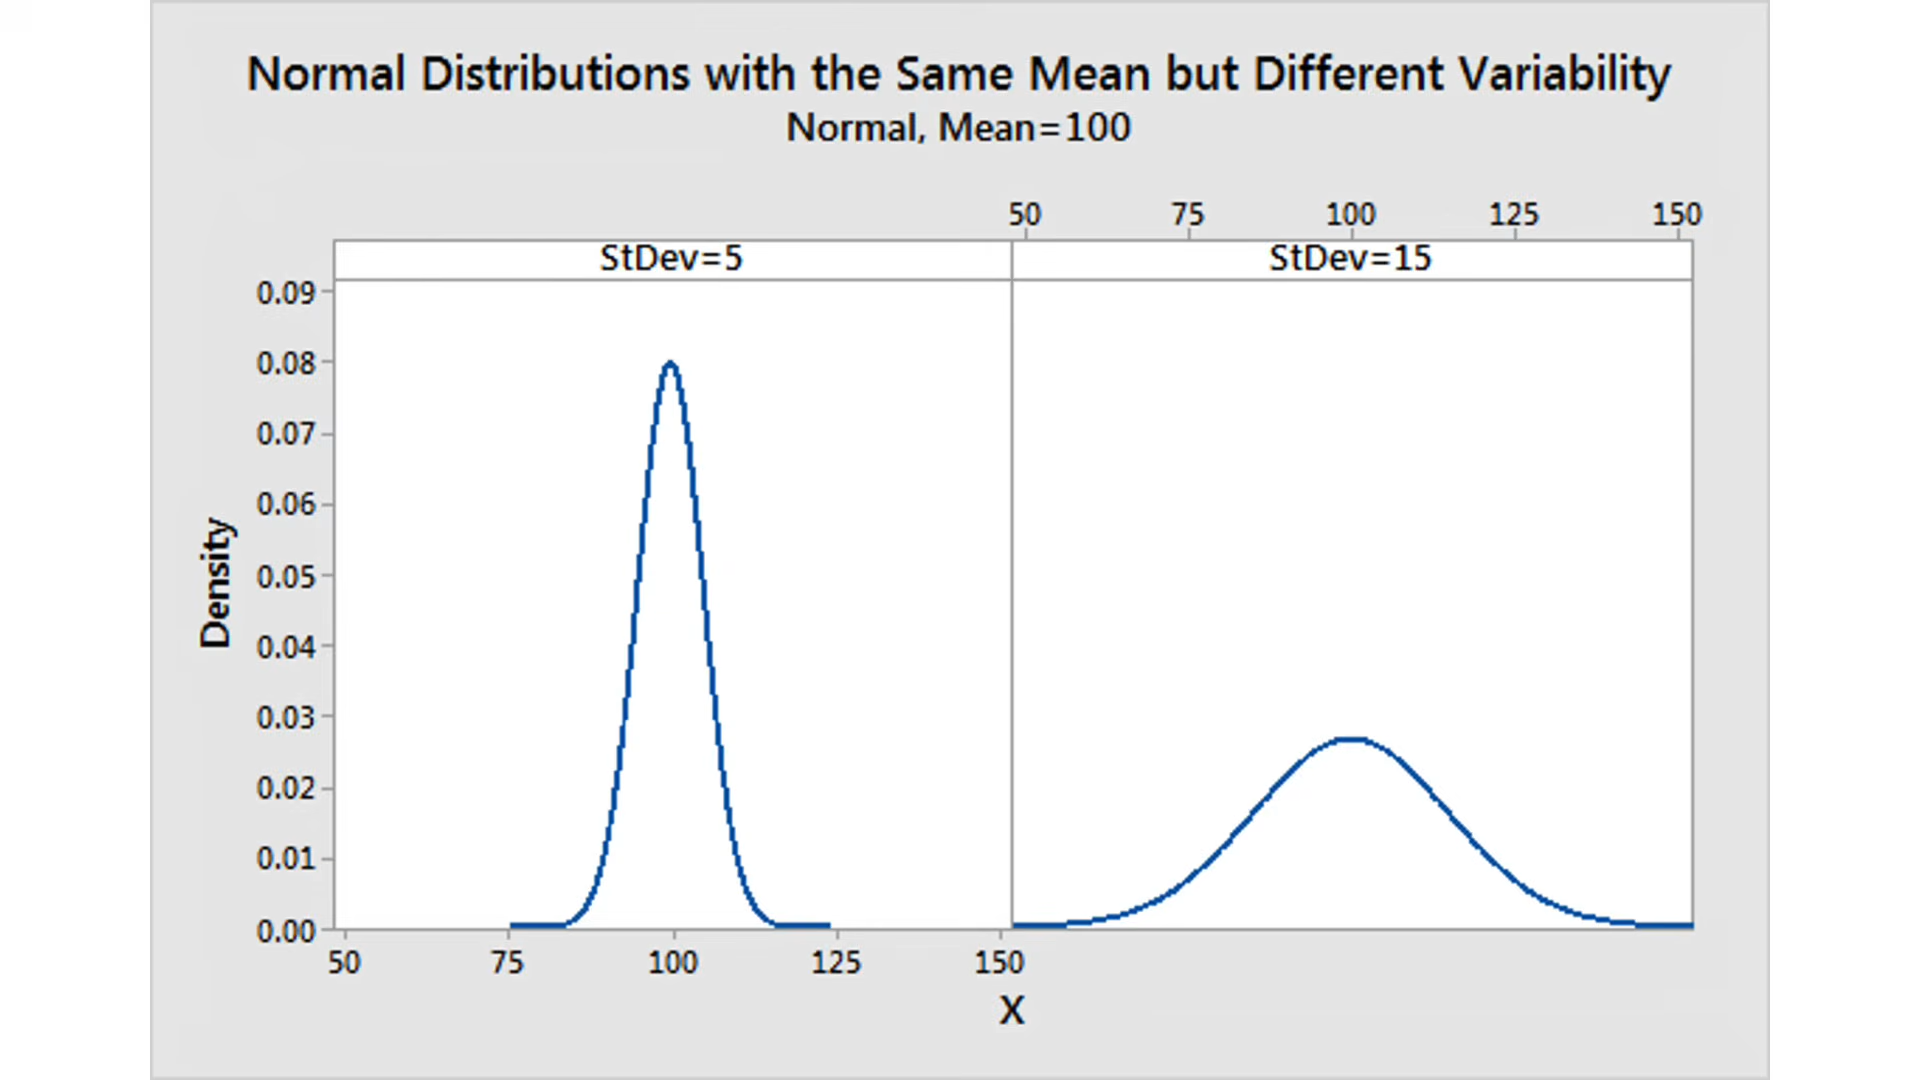 Normal Distributions with the Same Mean but Different Variability
Normal, Mean=100
50 75 100 125 150
StDev=5 StDev=15
0.09
0.08
0.07
0.06
0.05
0.04
0.03
0.02
0.01
0.00
Density
50 75 100 125 150
X